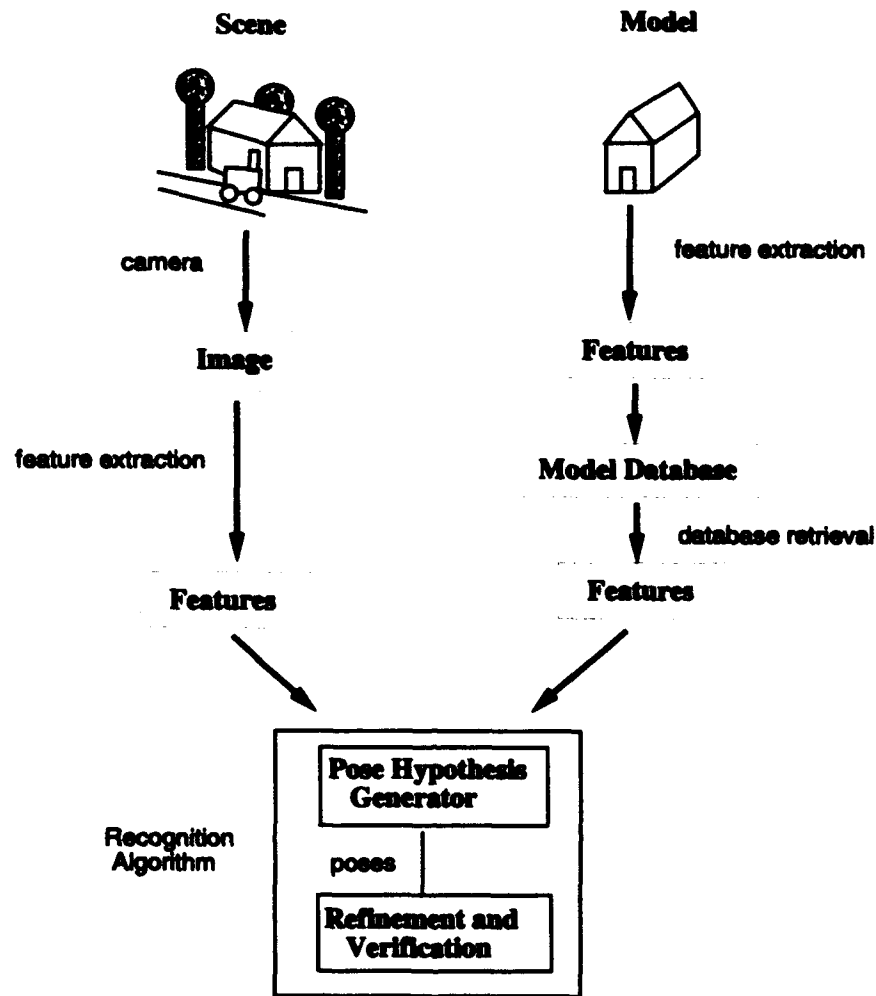 Scene
Model
camera
feature extraction
Image
Features
feature extraction
Model Database
database retrieval
Features
Features
Pose Hypothesis
Generator
Recognition
Algorithm
poses
Refinement and
Verification